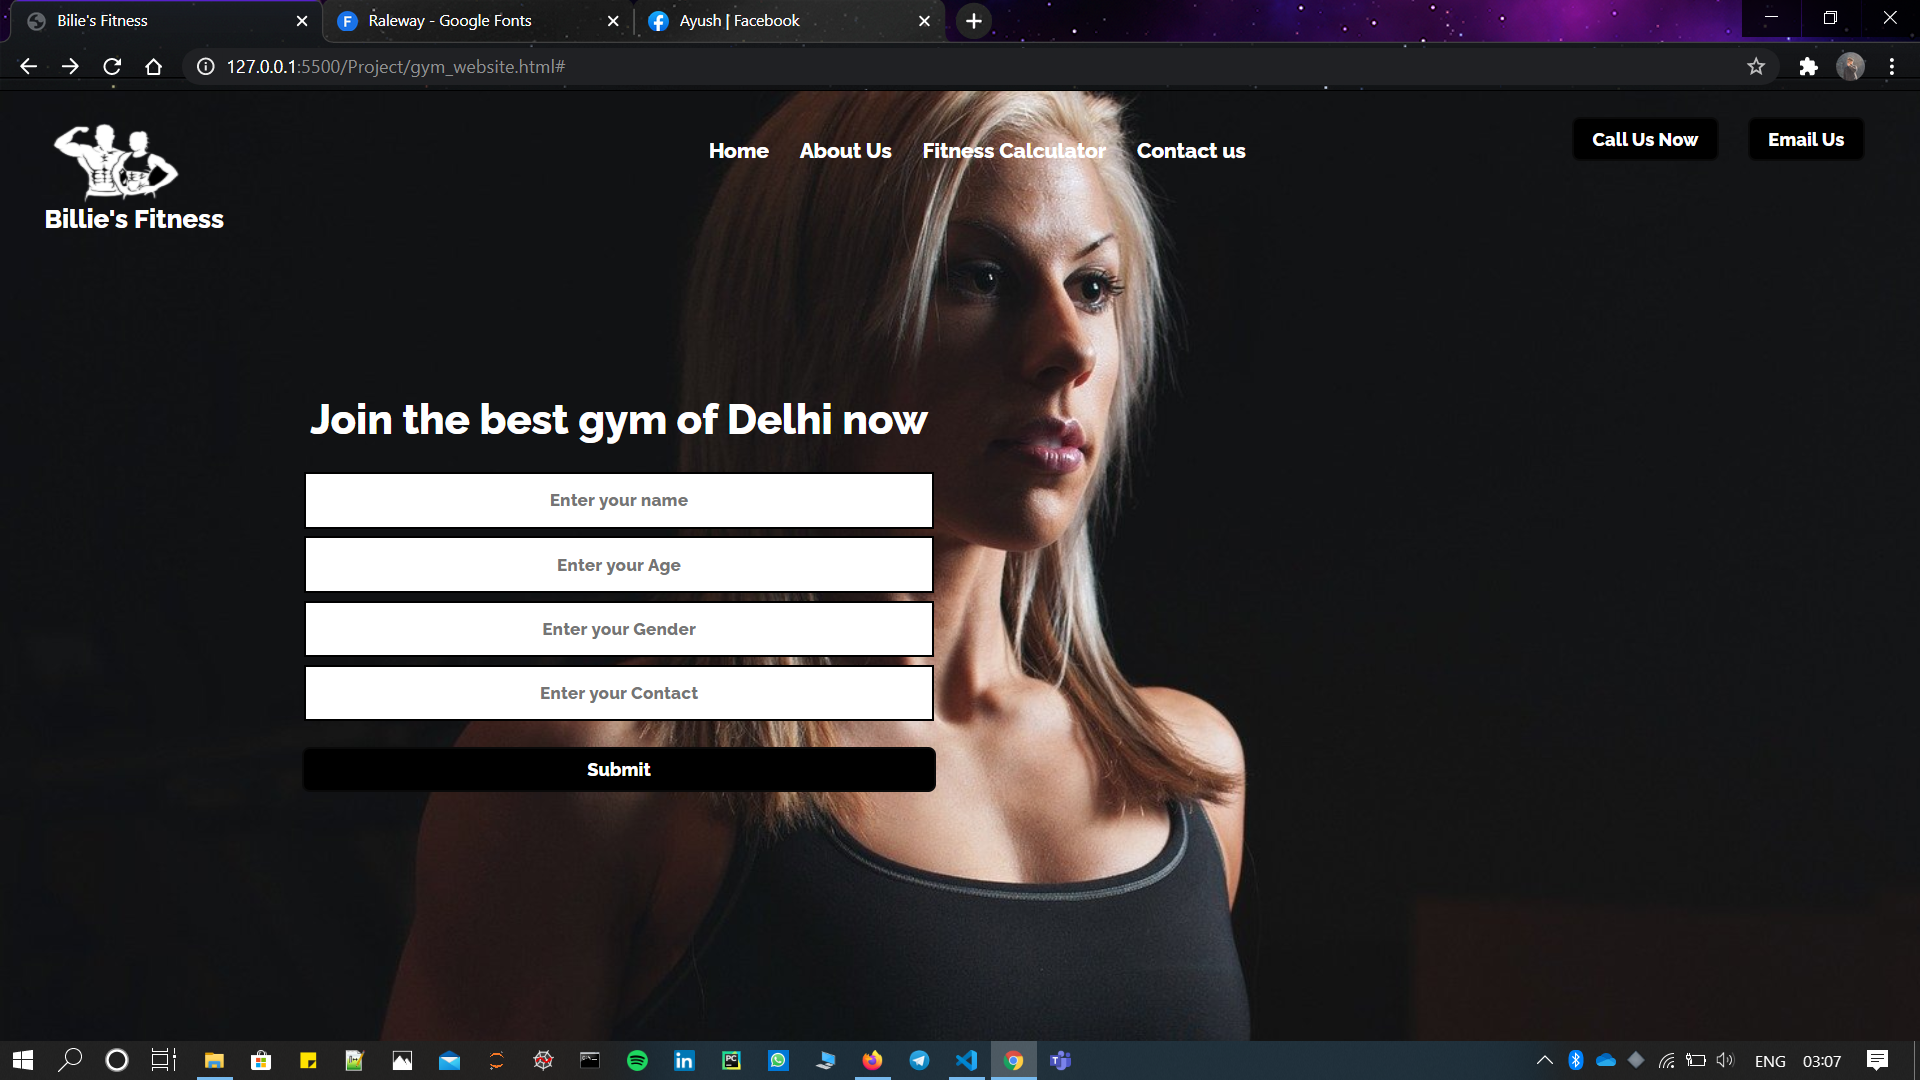 Bilie's Fitness
Raleway - Google Fonts
Ayush | Facebook
127.0.0.1:5500/Project/gym_website.html#
Billie's Fitness
Home About Us Fitness Calculator Contact us
Call Us Now Email Us
Join the best gym of Delhi now
Enter your name
Enter your Age
Enter your Gender
Enter your Contact
Submit
ENG 03:07